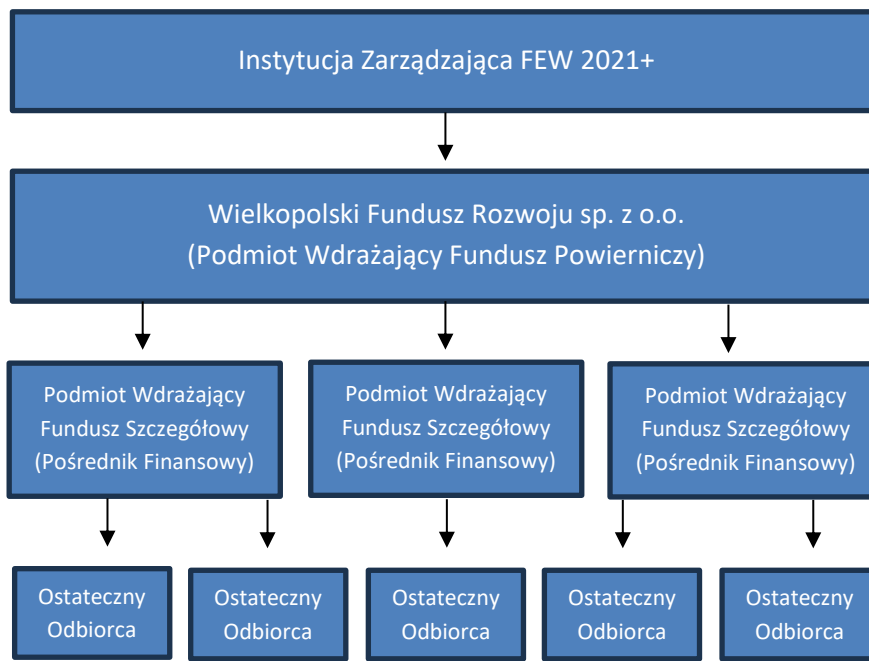 Instytucja Zarządzająca FEW 2021+
Wielkopolski Fundusz Rozwoju sp. z o.o.
(Podmiot Wdrażający Fundusz Powierniczy)
Podmiot Wdrażający
Fundusz Szczegółowy
(Pośrednik Finansowy)
Podmiot Wdrażający
Fundusz Szczegółowy
(Pośrednik Finansowy)
Podmiot Wdrażający
Fundusz Szczegółowy
(Pośrednik Finansowy)
Ostateczny
Odbiorca
Ostateczny
Odbiorca
Ostateczny
Odbiorca
Ostateczny
Odbiorca
Ostateczny
Odbiorca